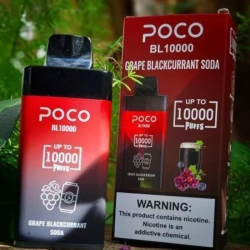 POCO
BL10000
UP TO
10000
PUFFS
GRAPE BLACKCURRANT
SODA
POCO
BL10000
GRAPE BLACKCURRANT SODA
POCO
UP TO
10000
PUFFS
WARNING:
This product contains nicotine.
Nicotine is an
addictive chemical.